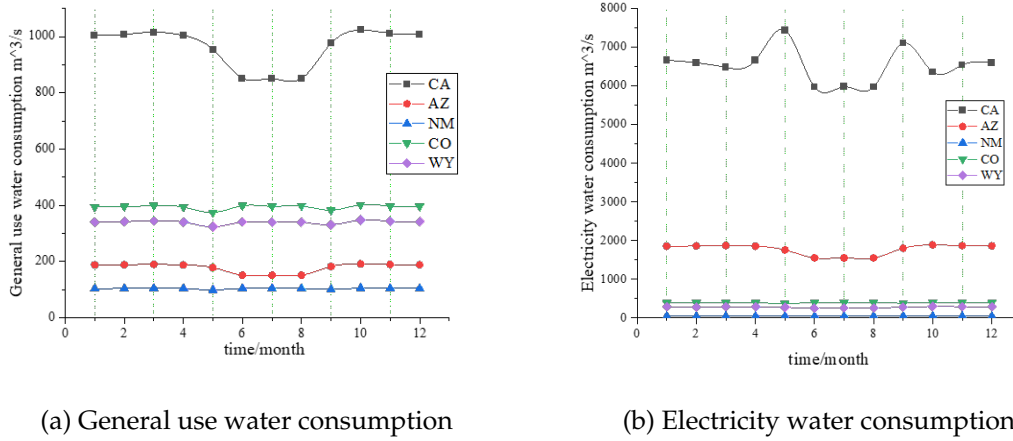 General use water consumption m^3/s
1000
800
600
400
200
0
0 2 4 6 8 10 12
time/month
CA
AZ
NM
CO
WY
(a) General use water consumption
Electricity water consumption m^3/s
8000
7000
6000
5000
4000
3000
2000
1000
0
0 2 4 6 8 10 12
time/month
CA
AZ
NM
CO
WY
(b) Electricity water consumption